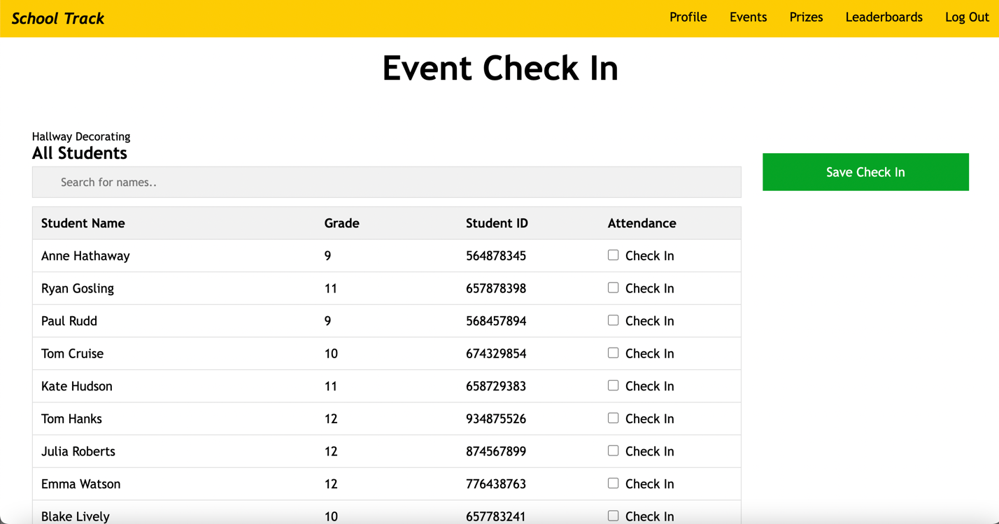 School Track Profile Events Prizes Leaderboards Log Out
Event Check In
Hallway Decorating
All Students
Save Check In
Search for names..
Student Name Grade Student ID Attendance
Anne Hathaway 9 564878345 Check In
Ryan Gosling 11 657878398 Check In
Paul Rudd 9 568457894 Check In
Tom Cruise 10 674329854 Check In
Kate Hudson 11 658729383 Check In
Tom Hanks 12 934875526 Check In
Julia Roberts 12 874567899 Check In
Emma Watson 12 776438763 Check In
Blake Lively 10 657783241 Check In